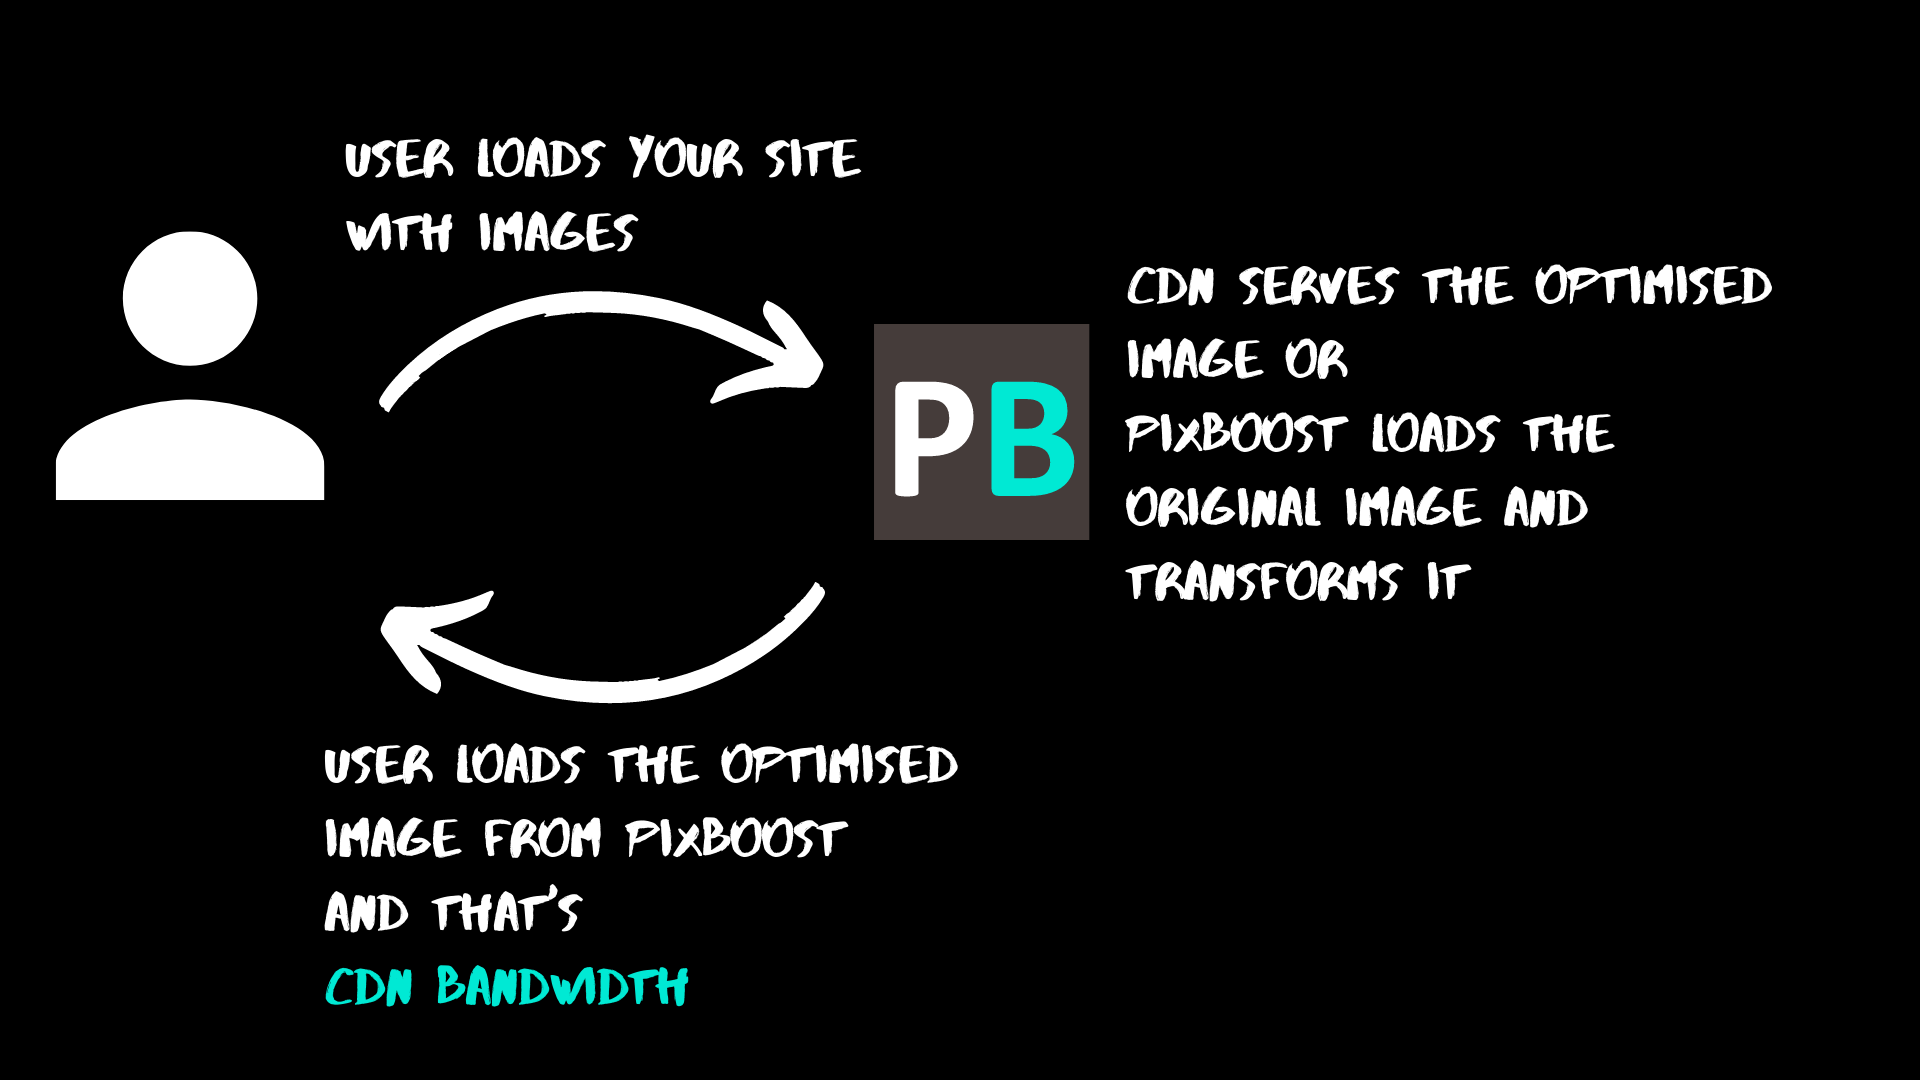 USER LOADS YOUR SITE
WITH IMAGES
CDN SERVES THE OPTIMISED
IMAGE OR
PIXBOOST LOADS THE
ORIGINAL IMAGE AND
TRANSFORMS IT
PB
USER LOADS THE OPTIMISED
IMAGE FROM PIXBOOST
AND THAT'S
CDN BANDWIDTH